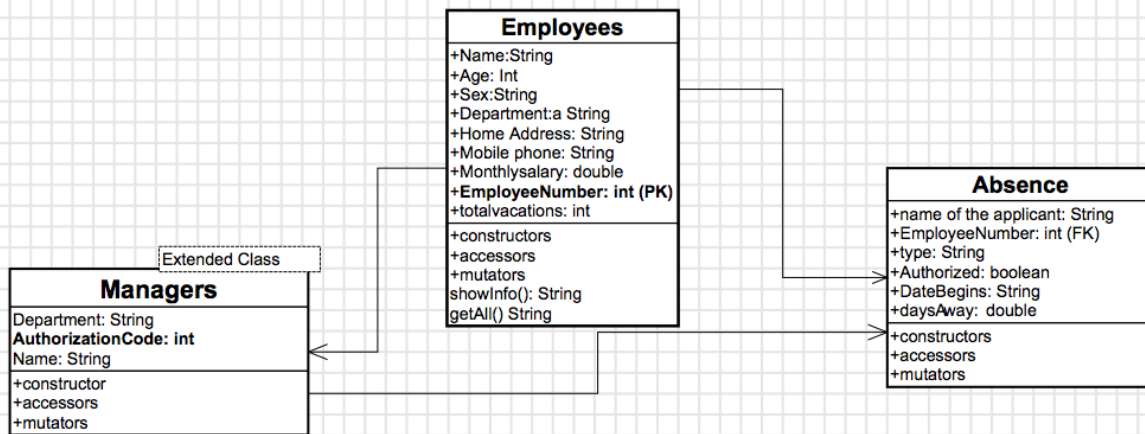 Employees
+Name:String
+Age: Int
+Sex:String
+Department:a String
+Home Address: String
+Mobile phone: String
+Monthlysalary: double
+EmployeeNumber: int (PK)
+totalvacations: int
+constructors
+accessors
+mutators
showInfo(): String
getAll() String
Extended Class
Managers
Department: String
AuthorizationCode: int
Name: String
+constructor
+accessors
+mutators
Absence
+name of the applicant: String
+EmployeeNumber: int (FK)
+type: String
+Authorized: boolean
+DateBegins: String
+daysAway: double
+constructors
+accessors
+mutators